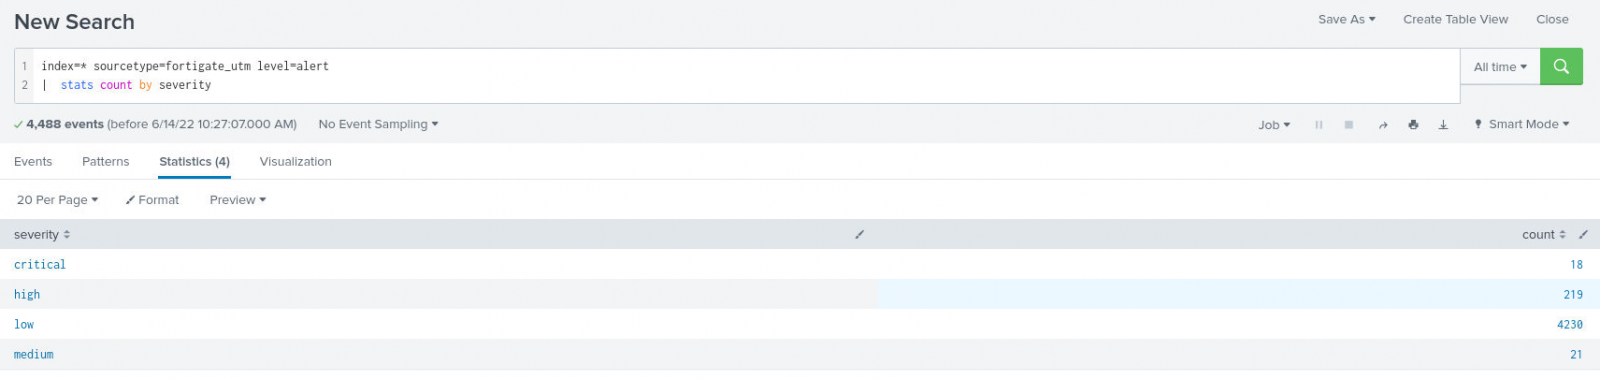 New Search
Save As Create Table View Close
1 index=* sourcetype=fortigate_utm level=alert
2 | stats count by severity
All time
4,488 events (before 6/14/22 10:27:07.000 AM) No Event Sampling
Job Smart Mode
Events Patterns Statistics (4) Visualization
20 Per Page Format Preview
severity count
critical 18
high 219
low 4230
medium 21